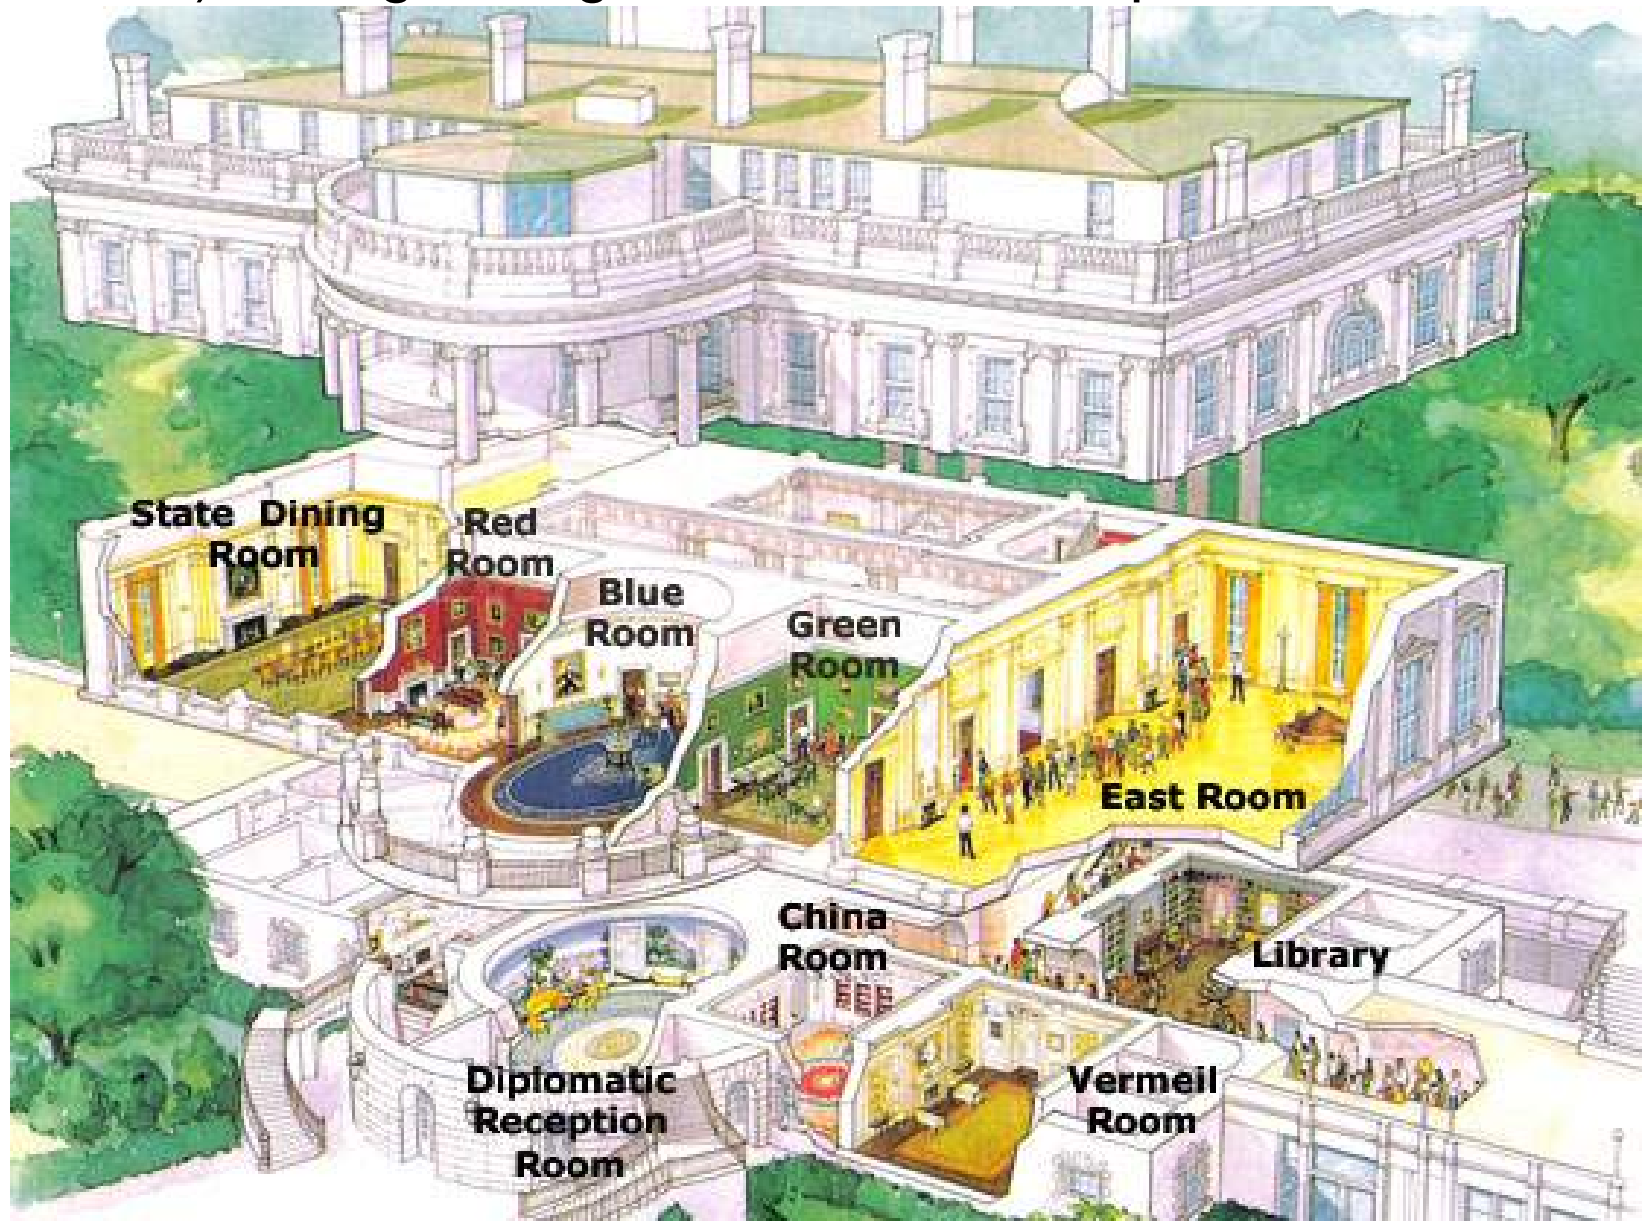 State Dining
Room
Red
Room
Blue
Room
Green
Room
East Room
China
Room
Library
Diplomatic
Reception
Room
Vermeil
Room